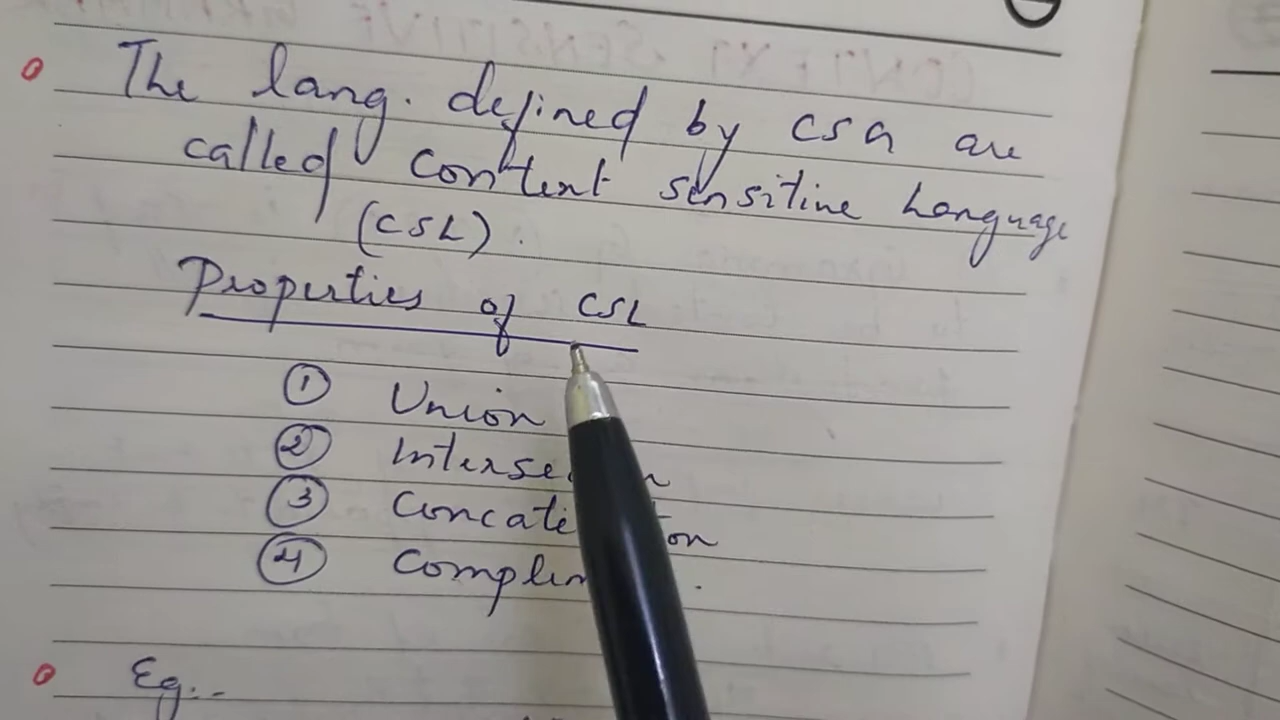 The lang. defined by CSG are
called Context sensitive Language
(CSL).
Properties of CSL
① Union
② Interse
③ Concate
④ Complim
Eg..